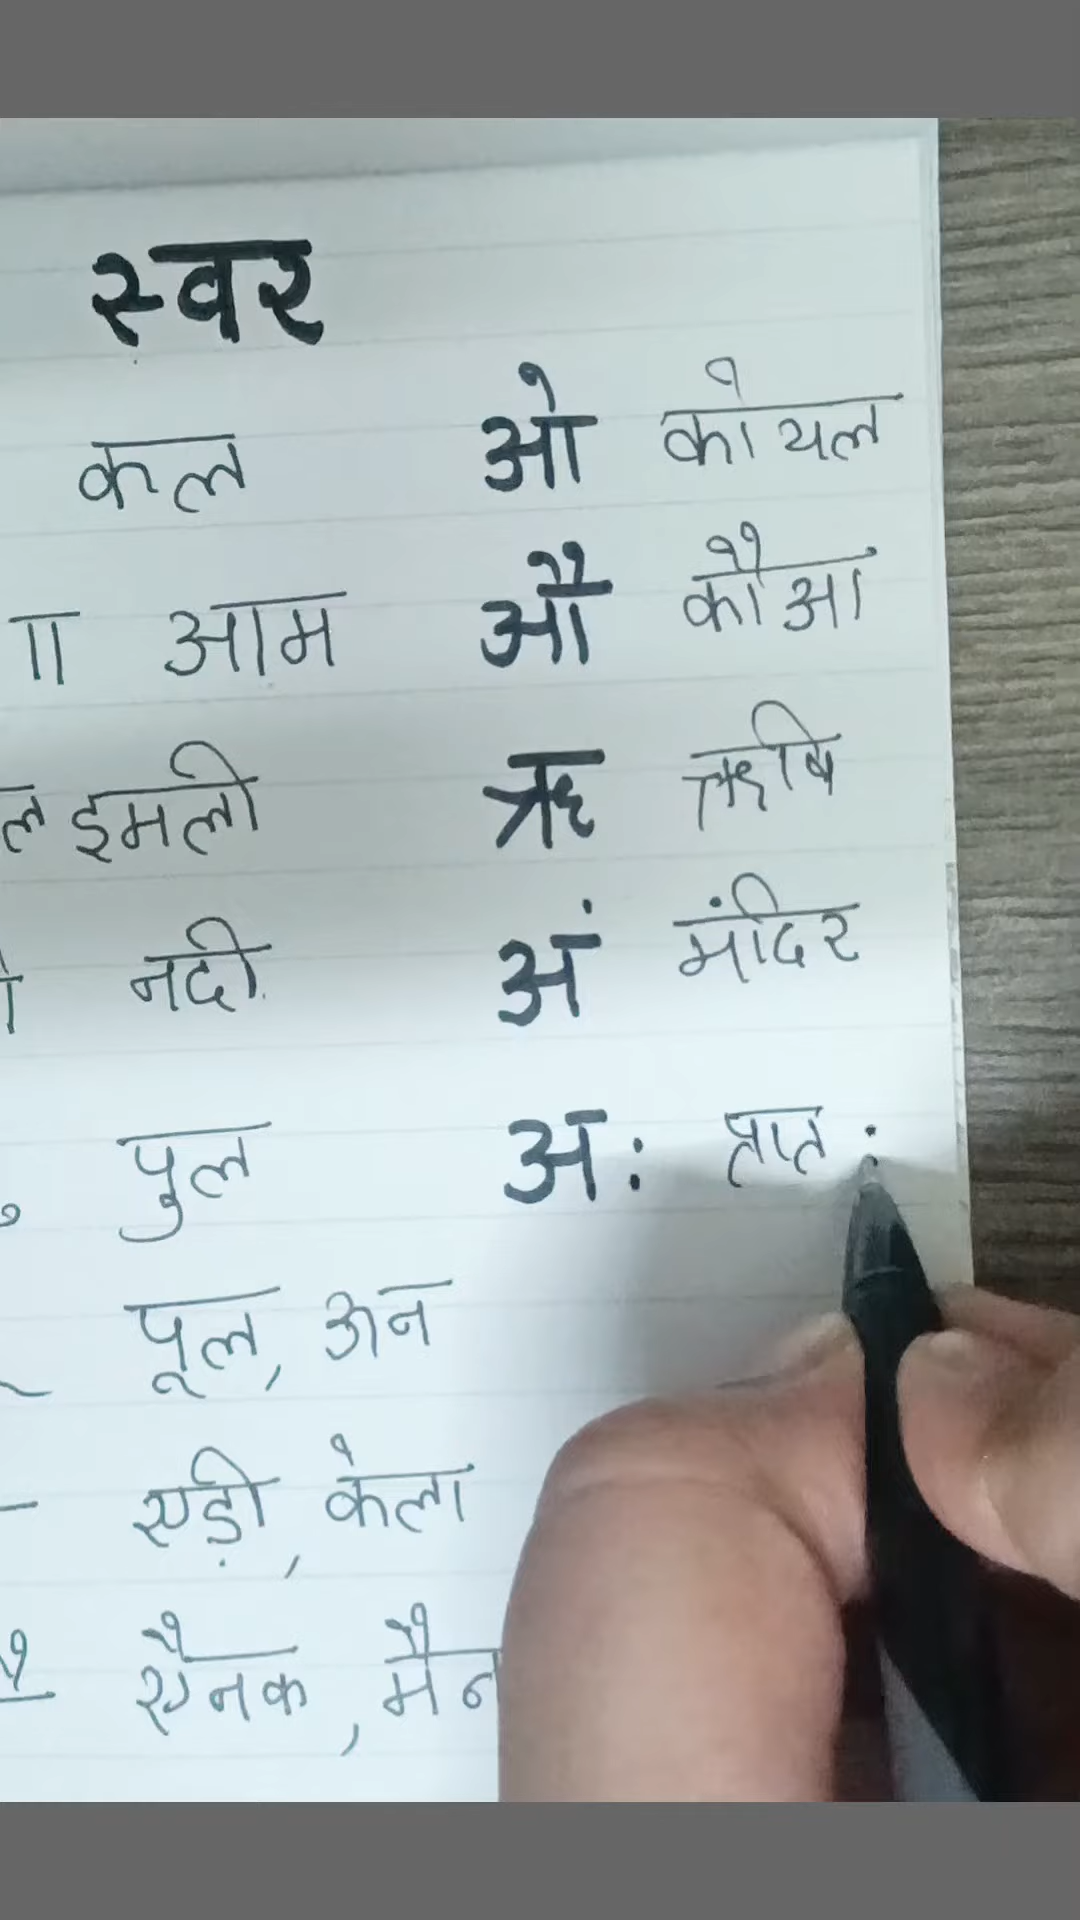 स्वर
कल ओ कोयल
ा आम औ कौआ
ल इमली ऋ ऋषि
ी नदी अं मंदिर
ु पुल अः प्रातः
ू पूल, ऊन
एड़ी, केला
ऐनक, मैन